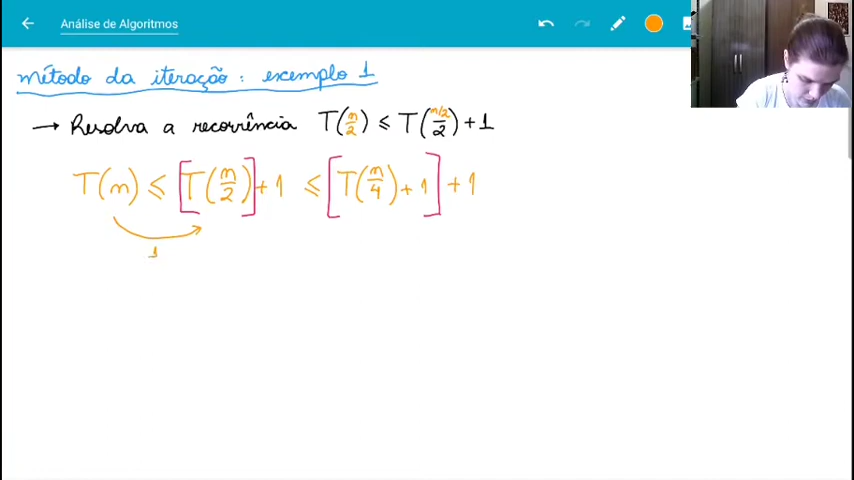 Análise de Algoritmos
método da iteração: exemplo 1
→ Resolva a recorrência T(n/2) ≤ T((n/2)/2) + 1
T(n) ≤ [T(n/2)] + 1 ≤ [T(n/4) + 1] + 1
1